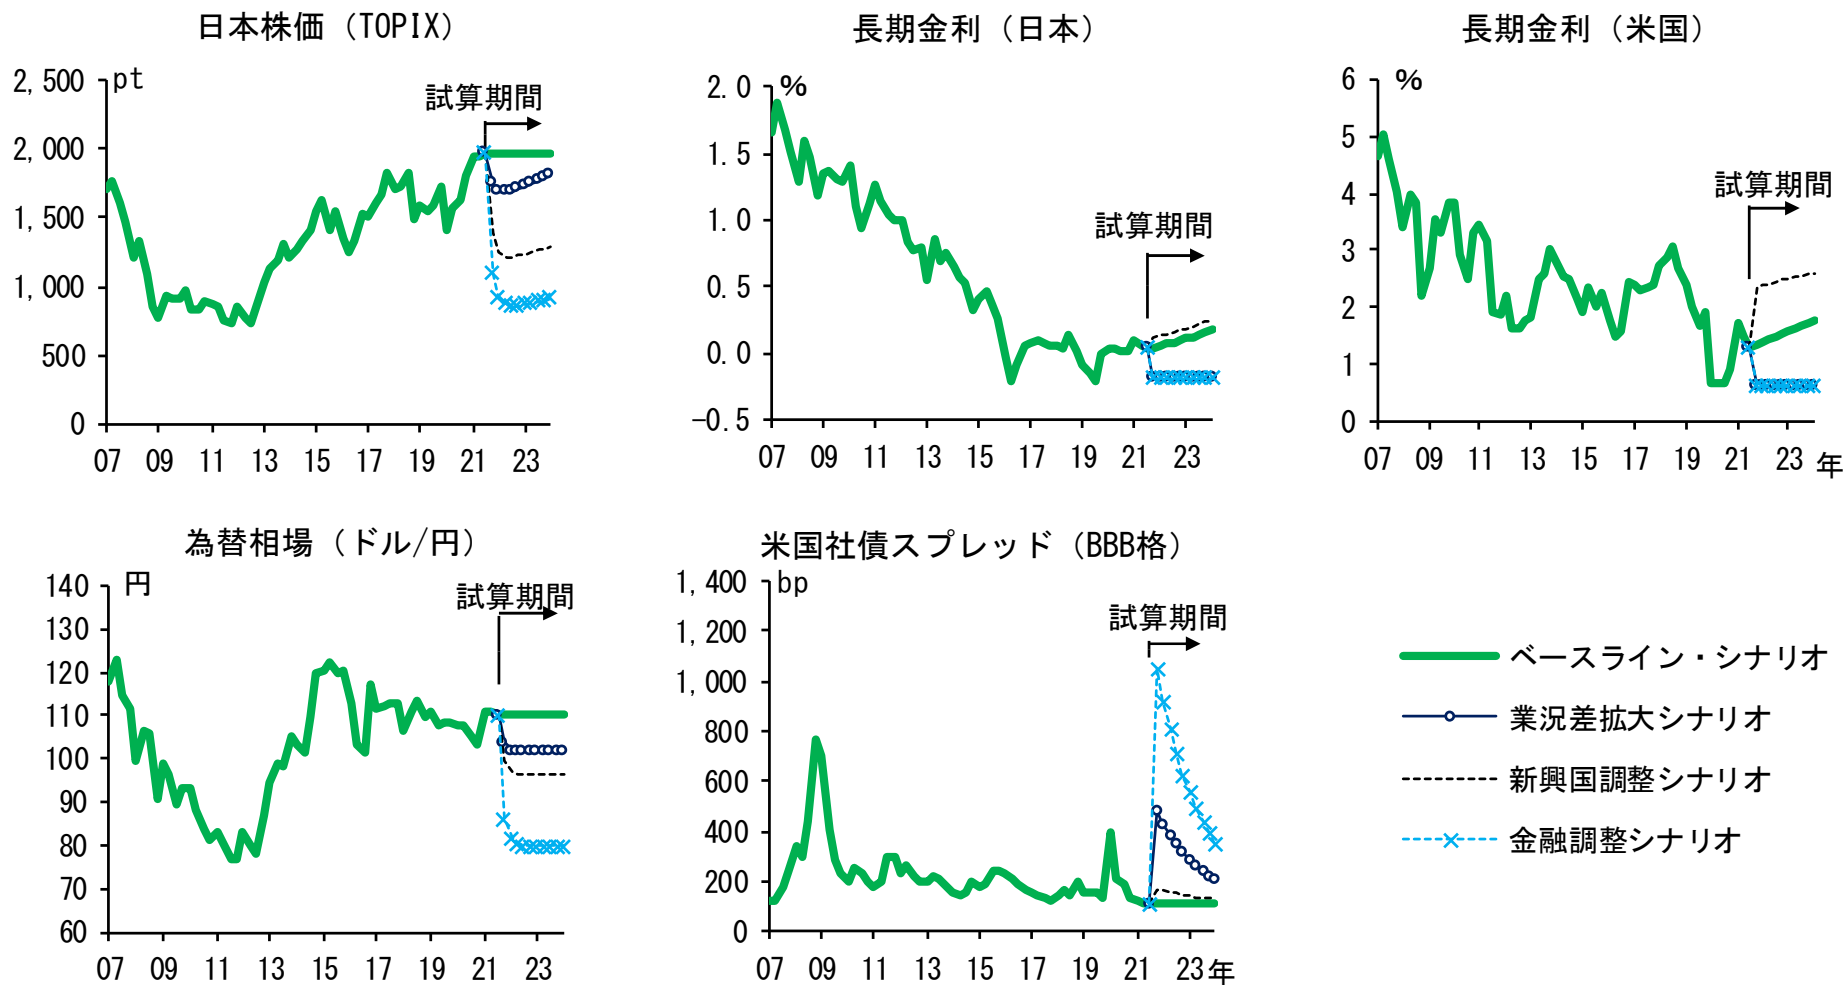 日本株価（TOPIX）
2,500
2,000
1,500
1,000
500
0
pt
試算期間
07 09 11 13 15 17 19 21 23
長期金利（日本）
2.0
1.5
1.0
0.5
0.0
-0.5
%
試算期間
07 09 11 13 15 17 19 21 23
長期金利（米国）
6
5
4
3
2
1
0
%
試算期間
07 09 11 13 15 17 19 21 23 年
為替相場（ドル/円）
140
130
120
110
100
90
80
70
60
円
試算期間
07 09 11 13 15 17 19 21 23
米国社債スプレッド（BBB格）
1,400
1,200
1,000
800
600
400
200
0
bp
試算期間
07 09 11 13 15 17 19 21 23 年
ベースライン・シナリオ
業況差拡大シナリオ
新興国調整シナリオ
金融調整シナリオ